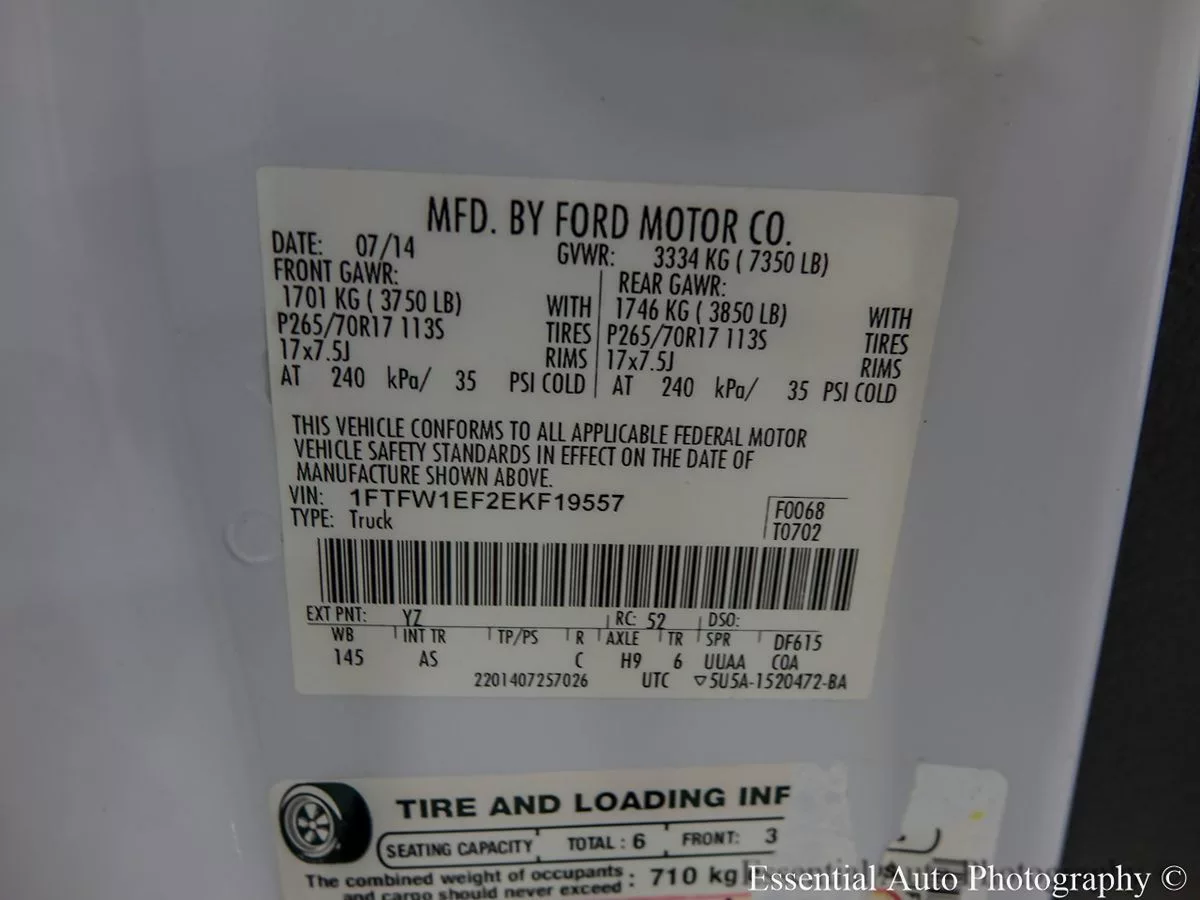 MFD. BY FORD MOTOR CO.
DATE: 07/14 GVWR: 3334 KG ( 7350 LB)
FRONT GAWR: REAR GAWR:
1701 KG ( 3750 LB) WITH 1746 KG ( 3850 LB) WITH
P265/70R17 113S TIRES P265/70R17 113S TIRES
17x7.5J RIMS 17x7.5J RIMS
AT 240 kPa/ 35 PSI COLD AT 240 kPa/ 35 PSI COLD
THIS VEHICLE CONFORMS TO ALL APPLICABLE FEDERAL MOTOR
VEHICLE SAFETY STANDARDS IN EFFECT ON THE DATE OF
MANUFACTURE SHOWN ABOVE.
VIN: 1FTFW1EF2EKF19557 F0068
TYPE: Truck T0702
EXT PNT: YZ RC: 52 DSO:
WB INT TR TP/PS R AXLE TR SPR DF615
145 AS C H9 6 UUAA COA
2201407257026 UTC ▽5U5A-1520472-BA
TIRE AND LOADING INF
SEATING CAPACITY TOTAL : 6 FRONT: 3
The combined weight of occupants : 710 kg
and cargo should never exceed
Essential Auto Photography ©